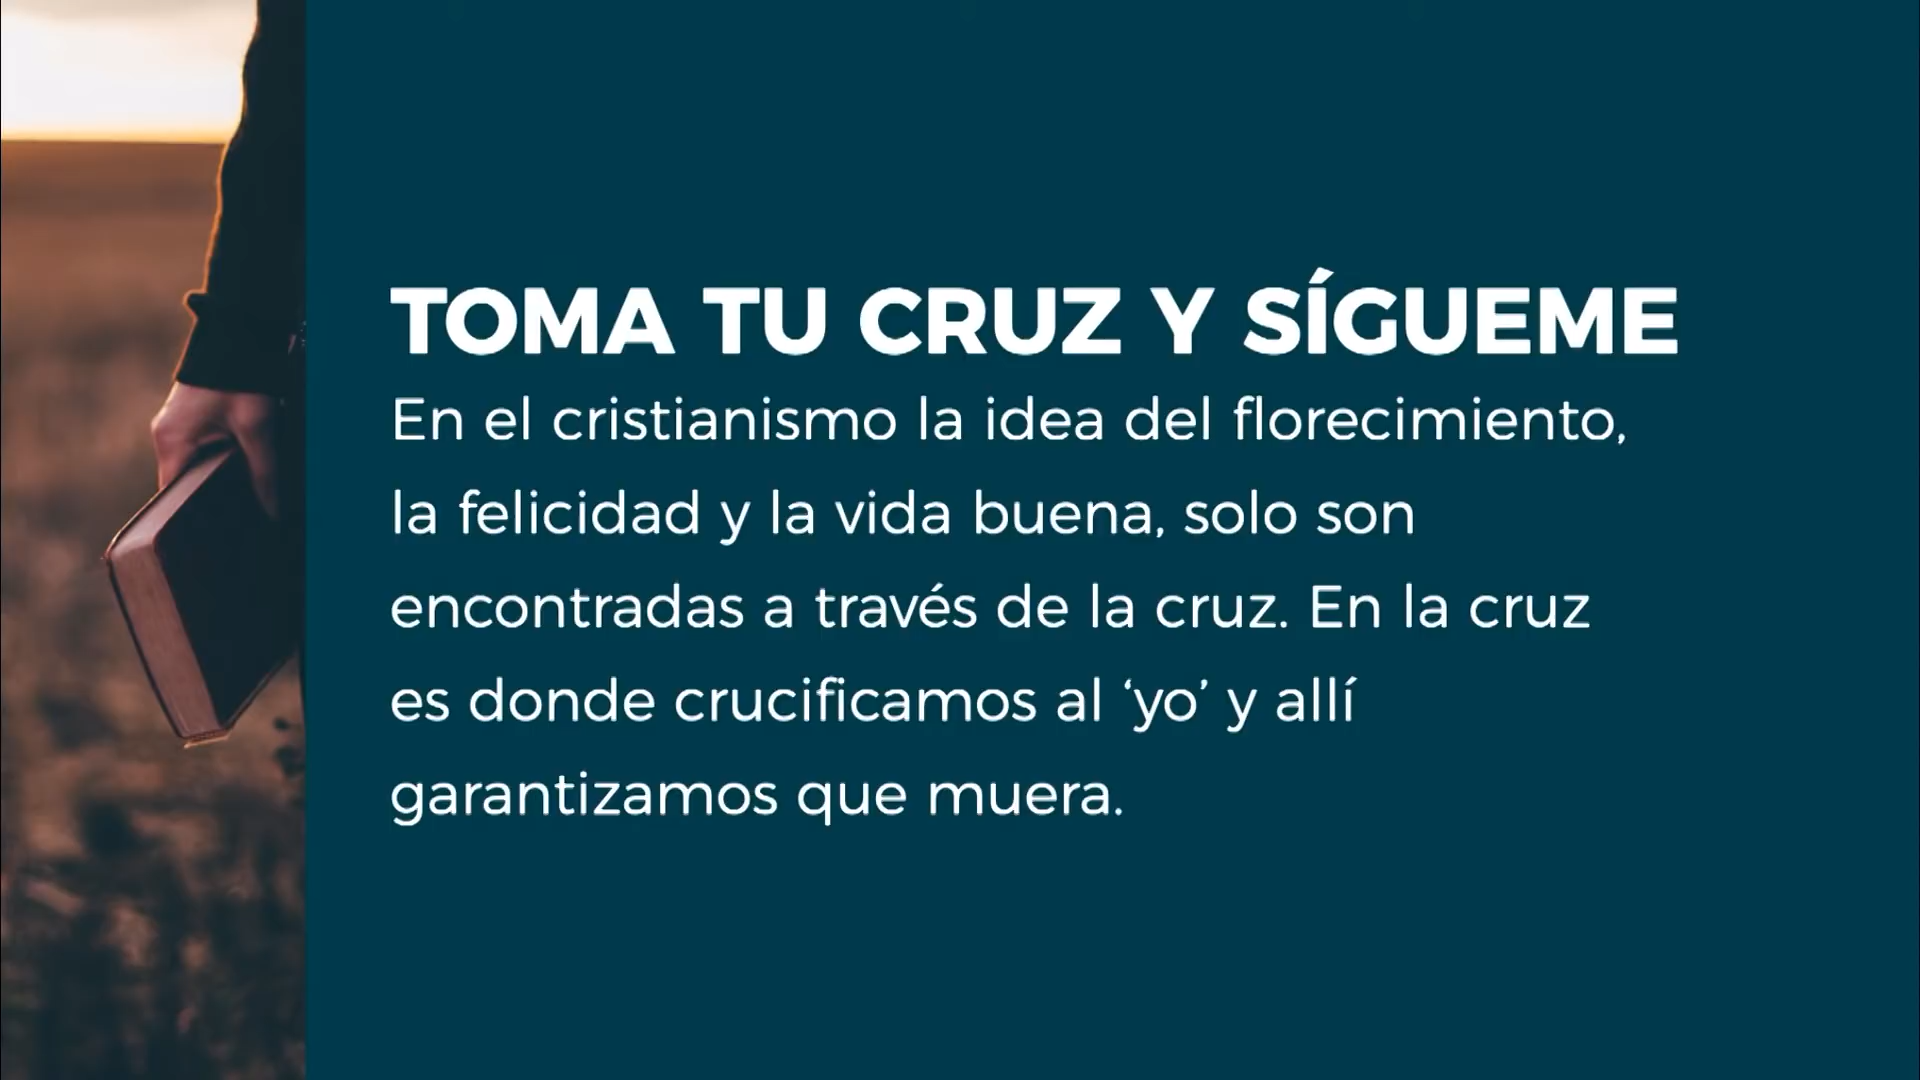 TOMA TU CRUZ Y SÍGUEME
En el cristianismo la idea del florecimiento,
la felicidad y la vida buena, solo son
encontradas a través de la cruz. En la cruz
es donde crucificamos al ‘yo’ y allí
garantizamos que muera.